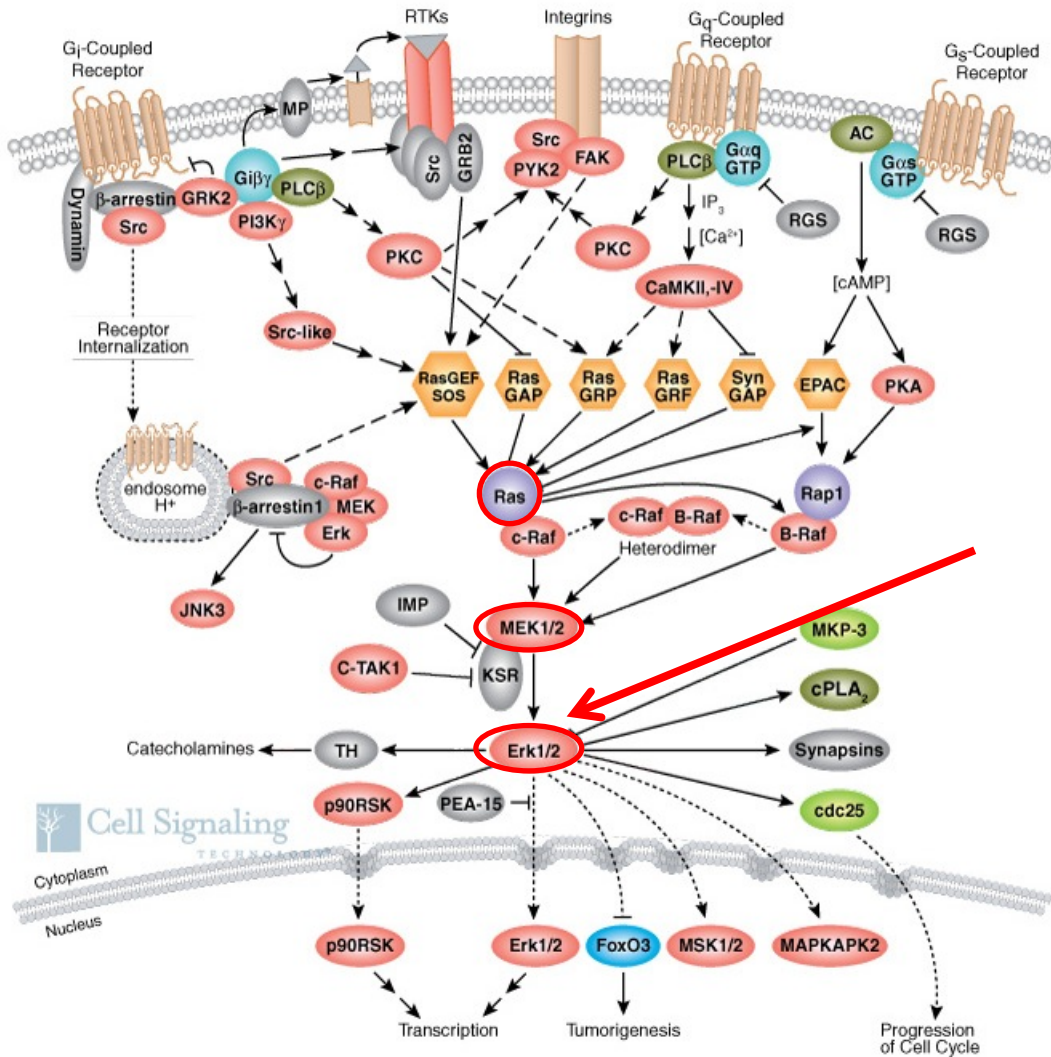 RTKs
Integrins
Gq-Coupled
Receptor
Gi-Coupled
Receptor
Gs-Coupled
Receptor
MP
Src
GRB2
Src
PYK2
FAK
PLCβ
Gαq
GTP
AC
Gαs
GTP
RGS
RGS
Dynamin
β-arrestin
Src
GRK2
Giβγ
PLCβ
PI3Kγ
PKC
PKC
IP3
[Ca2+]
CaMKII,-IV
[cAMP]
Receptor
Internalization
Src-like
RasGEF
SOS
Ras
GAP
Ras
GRP
Ras
GRF
Syn
GAP
EPAC
PKA
endosome
H+
Src
β-arrestin1
c-Raf
MEK
Erk
JNK3
Ras
c-Raf
c-Raf
B-Raf
Heterodimer
Rap1
B-Raf
IMP
MEK1/2
C-TAK1
KSR
MKP-3
cPLA2
Catecholamines
TH
Erk1/2
Synapsins
p90RSK
PEA-15
cdc25
Cell Signaling
TECHNOLOGY
Cytoplasm
Nucleus
p90RSK
Erk1/2
FoxO3
MSK1/2
MAPKAPK2
Transcription
Tumorigenesis
Progression
of Cell Cycle